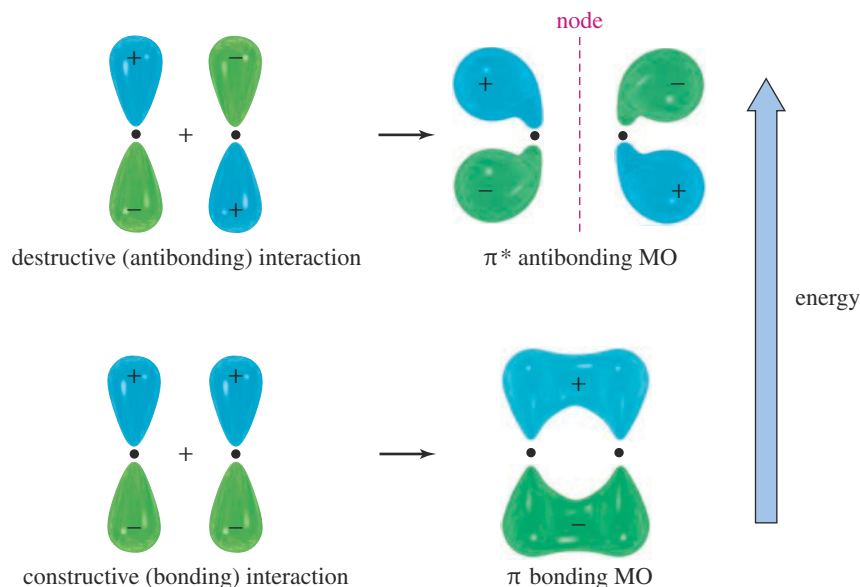 node
+ − + −
+
− + − +
destructive (antibonding) interaction
π* antibonding MO
energy
+ + +
+
− − −
constructive (bonding) interaction
π bonding MO